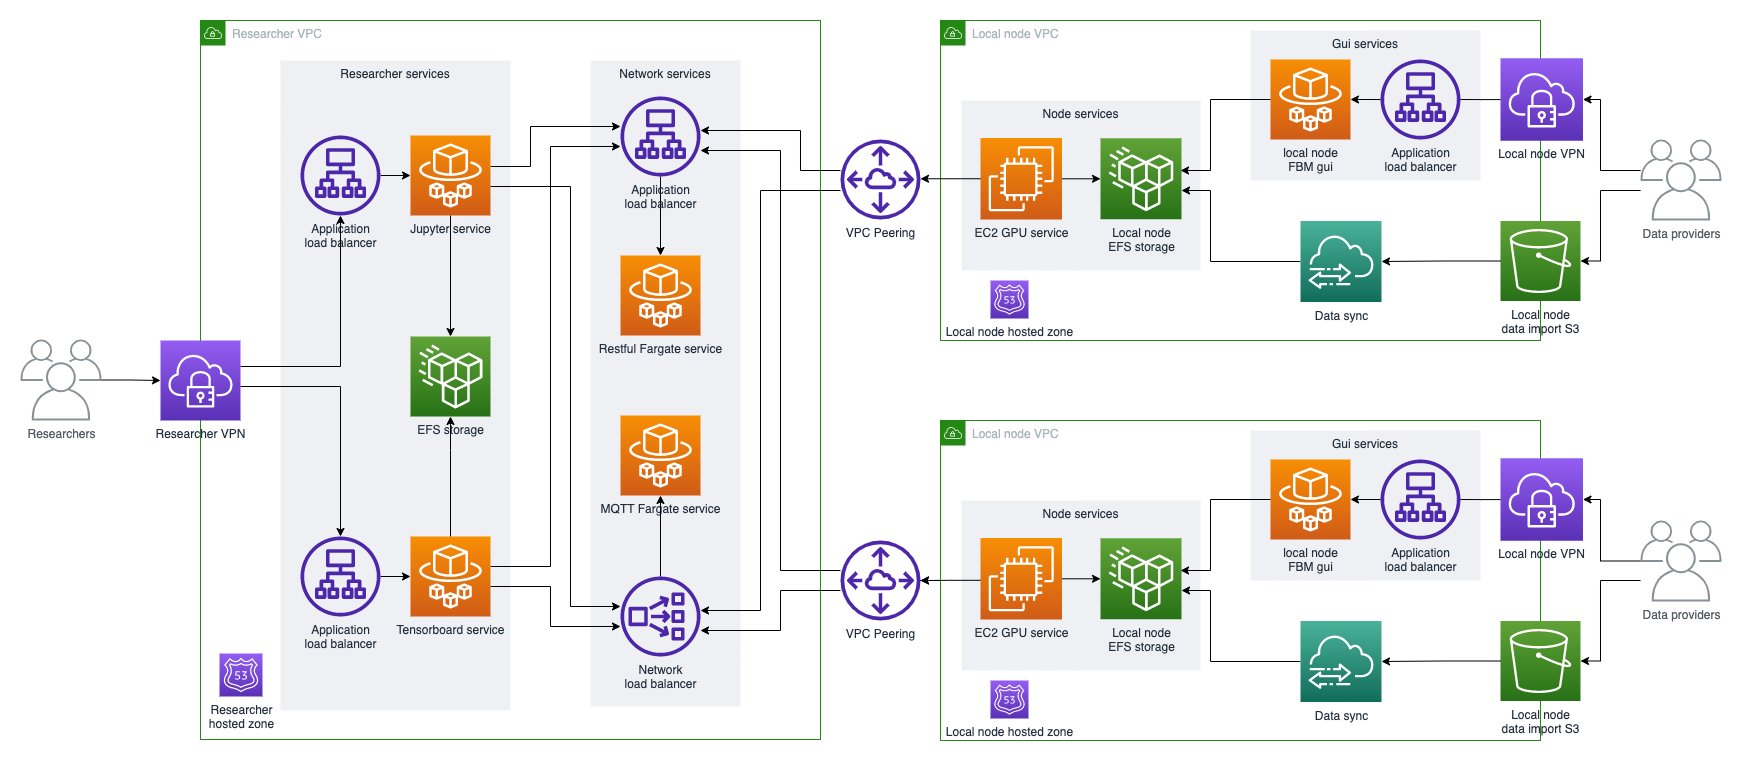 Researcher VPC
Researcher services
Network services
Application
load balancer
Jupyter service
Application
load balancer
Restful Fargate service
EFS storage
MQTT Fargate service
Application
load balancer
Tensorboard service
Network
load balancer
53
Researcher
hosted zone
Researchers
Researcher VPN
VPC Peering
VPC Peering
Local node VPC
Gui services
local node
FBM gui
Application
load balancer
Local node VPN
Node services
EC2 GPU service
Local node
EFS storage
Data providers
53
Local node hosted zone
Data sync
Local node
data import S3
Local node VPC
Gui services
local node
FBM gui
Application
load balancer
Local node VPN
Node services
EC2 GPU service
Local node
EFS storage
Data providers
53
Local node hosted zone
Data sync
Local node
data import S3